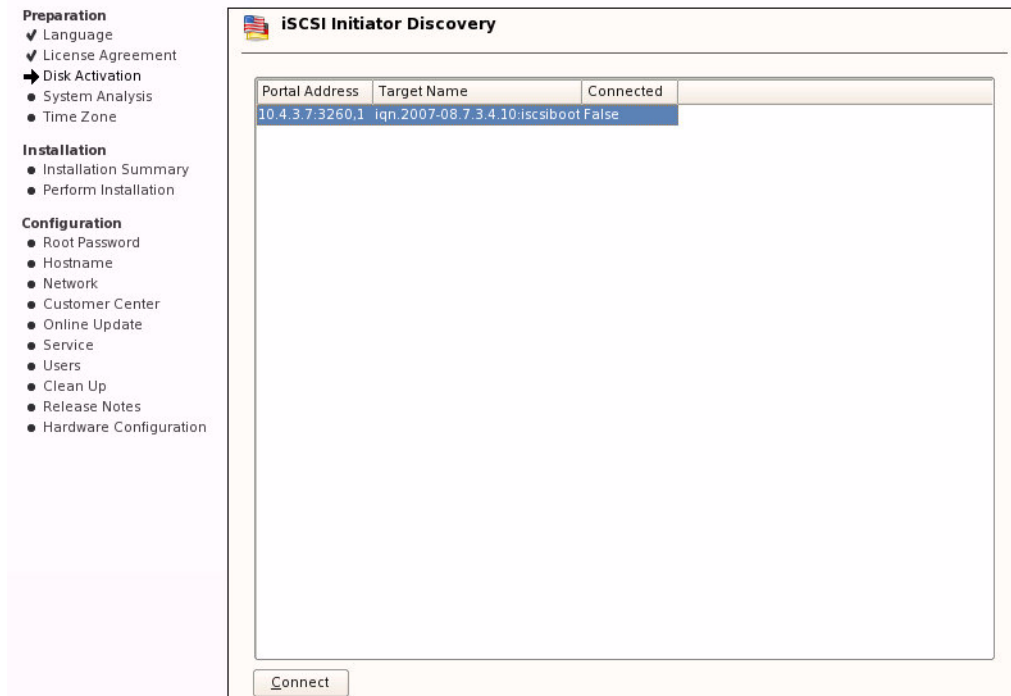 Preparation
Language
License Agreement
Disk Activation
System Analysis
Time Zone
Installation
Installation Summary
Perform Installation
Configuration
Root Password
Hostname
Network
Customer Center
Online Update
Service
Users
Clean Up
Release Notes
Hardware Configuration
iSCSI Initiator Discovery
Portal Address Target Name Connected
10.4.3.7:3260,1 iqn.2007-08.7.3.4.10:iscsiboot False
Connect